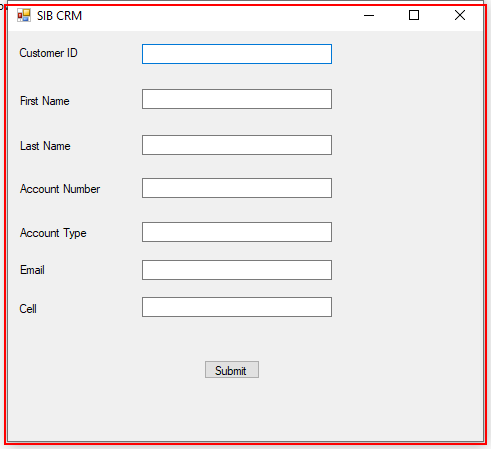 SIB CRM
Customer ID
First Name
Last Name
Account Number
Account Type
Email
Cell
Submit